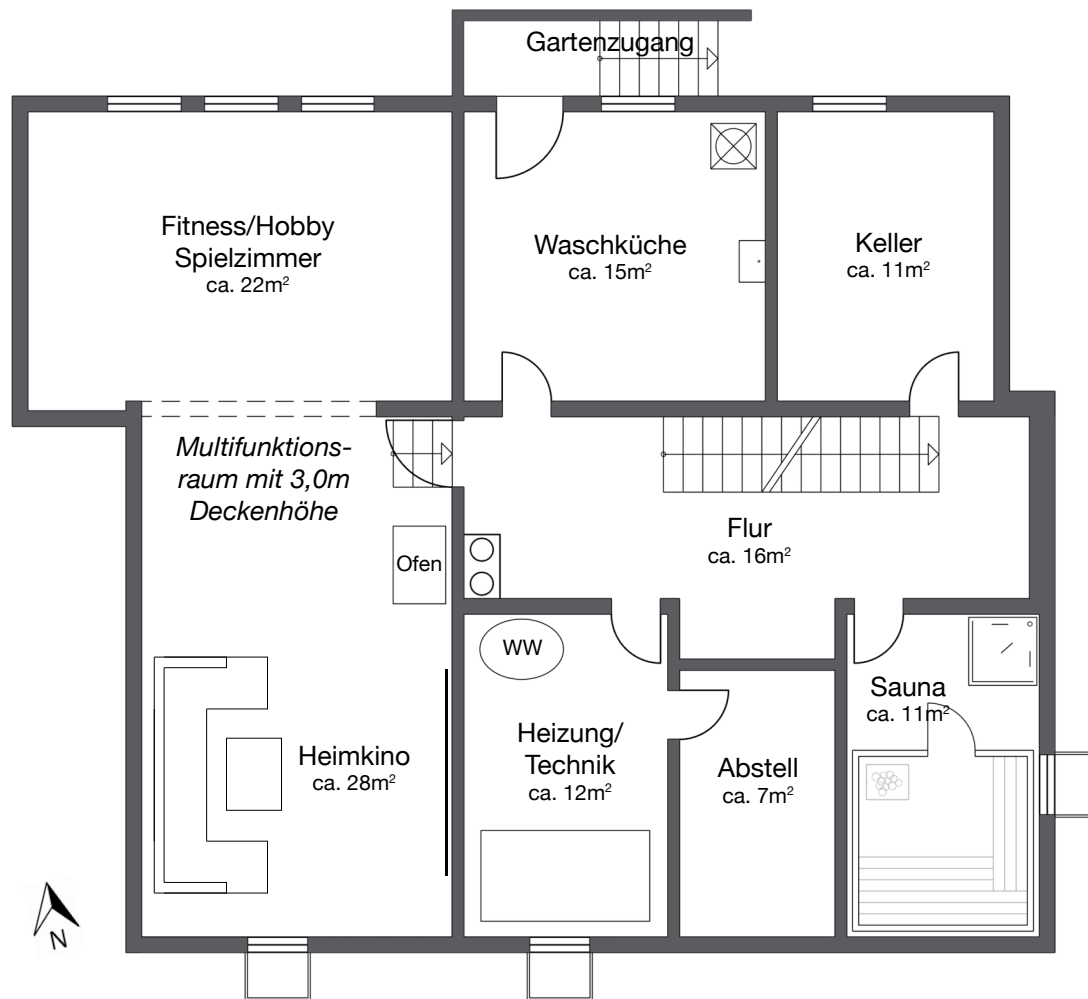 Gartenzugang
Fitness/Hobby
Spielzimmer
ca. 22m²
Waschküche
ca. 15m²
Keller
ca. 11m²
Multifunktions-
raum mit 3,0m
Deckenhöhe
Flur
ca. 16m²
Ofen
WW
Sauna
ca. 11m²
Heimkino
ca. 28m²
Heizung/
Technik
ca. 12m²
Abstell
ca. 7m²
N